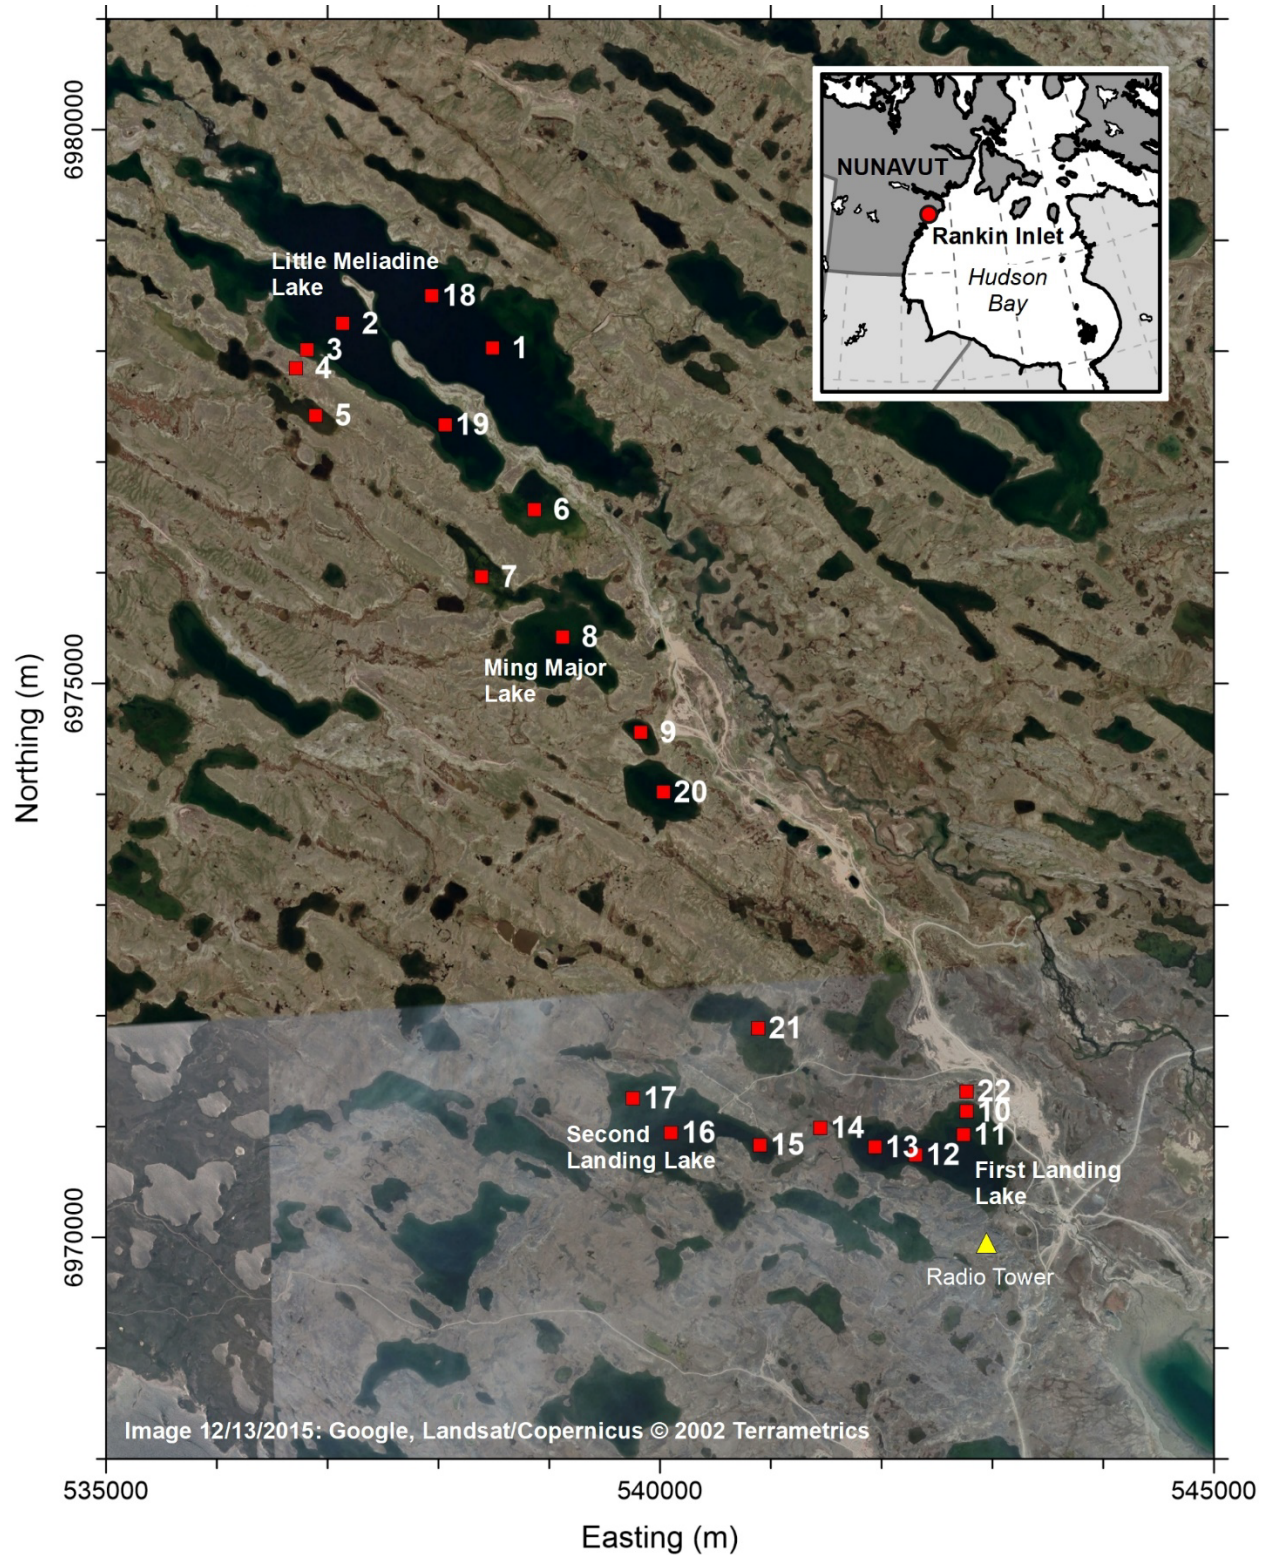 6980000
6975000
6970000
Northing (m)
NUNAVUT
Rankin Inlet
Hudson
Bay
Little Meliadine
Lake
18
2
1
3
4
5
19
6
7
8
Ming Major
Lake
9
20
21
22
17
10
14
11
16
Second
Landing Lake
15
13
12
First Landing
Lake
Radio Tower
Image 12/13/2015: Google, Landsat/Copernicus © 2002 Terrametrics
535000
540000
545000
Easting (m)